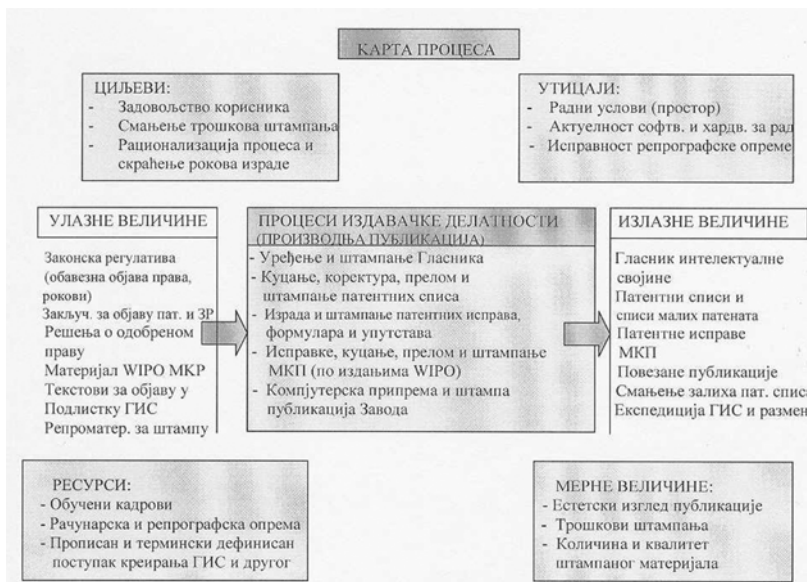 КАРТА ПРОЦЕСА
ЦИЉЕВИ:
- Задовољство корисника
- Смањење трошкова штампања
- Рационализација процеса и
скраћење рокова израде
УТИЦАЈИ:
- Радни услови (простор)
- Актуелност софтв. и хардв. за рад
- Исправност репрографске опреме
УЛАЗНЕ ВЕЛИЧИНЕ
Законска регулатива
(обавезна објава права,
рокови)
Закључ. за објаву пат. и ЗР
Решења о одобреном
праву
Материјал WIPO МКР
Текстови за објаву у
Подлистку ГИС
Репроматер. за штампу
ПРОЦЕСИ ИЗДАВАЧКЕ ДЕЛАТНОСТИ
(ПРОИЗВОДЊА ПУБЛИКАЦИЈА)
- Уређење и штампање Гласника
- Куцање, коректура, прелом и
штампање патентних списа
- Израда и штампање патентних исправа,
формулара и упутстава
- Исправке, куцање, прелом и штампање
МКП (по издањима WIPO)
- Компјутерска припрема и штампа
публикација Завода
ИЗЛАЗНЕ ВЕЛИЧИНЕ
Гласник интелектуалне
својине
Патентни списи и
списи малих патената
Патентне исправе
МКП
Повезане публикације
Смањење залиха пат. списа
Експедиција ГИС и размен
РЕСУРСИ:
- Обучени кадрови
- Рачунарска и репрографска опрема
- Прописан и термински дефинисан
поступак креирања ГИС и другог
МЕРНЕ ВЕЛИЧИНЕ:
- Естетски изглед публикације
- Трошкови штампања
- Количина и квалитет
штампаног материјала